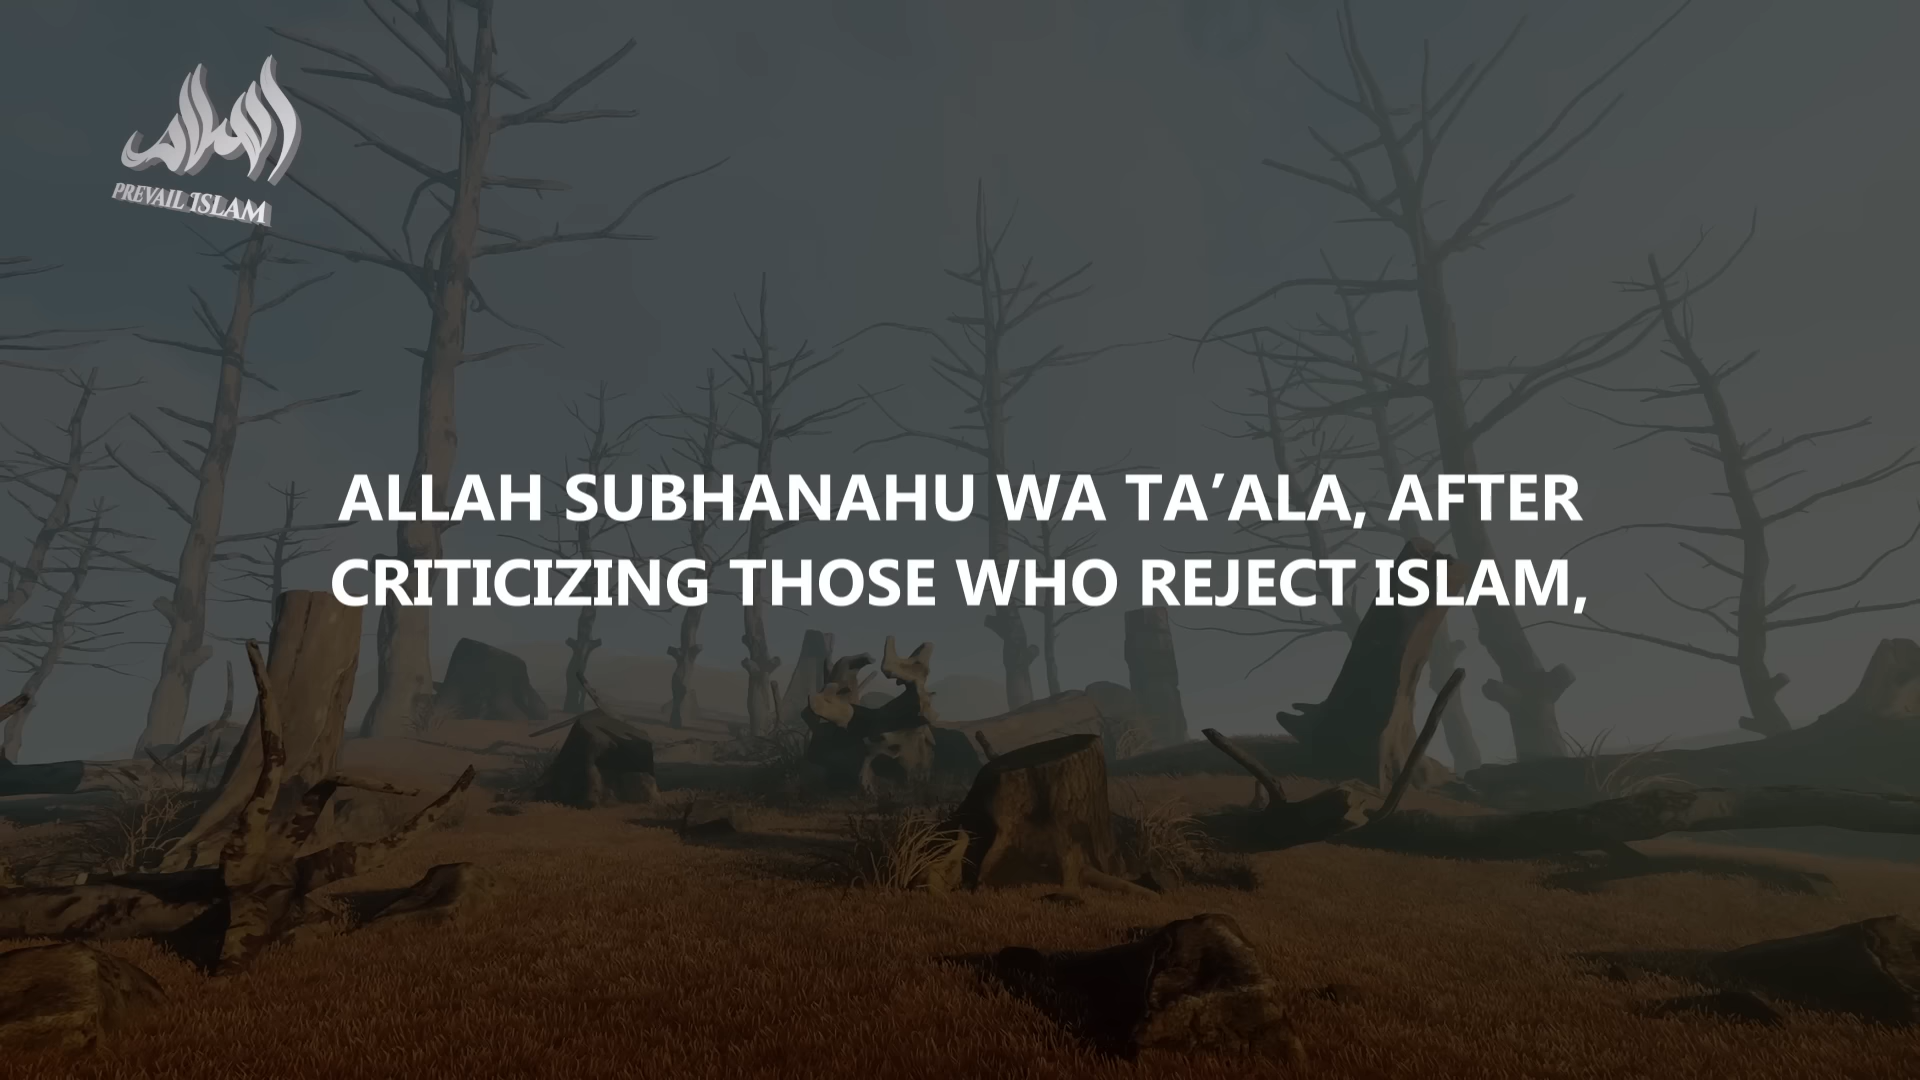 PREVAIL ISLAM
ALLAH SUBHANAHU WA TA’ALA, AFTER
CRITICIZING THOSE WHO REJECT ISLAM,